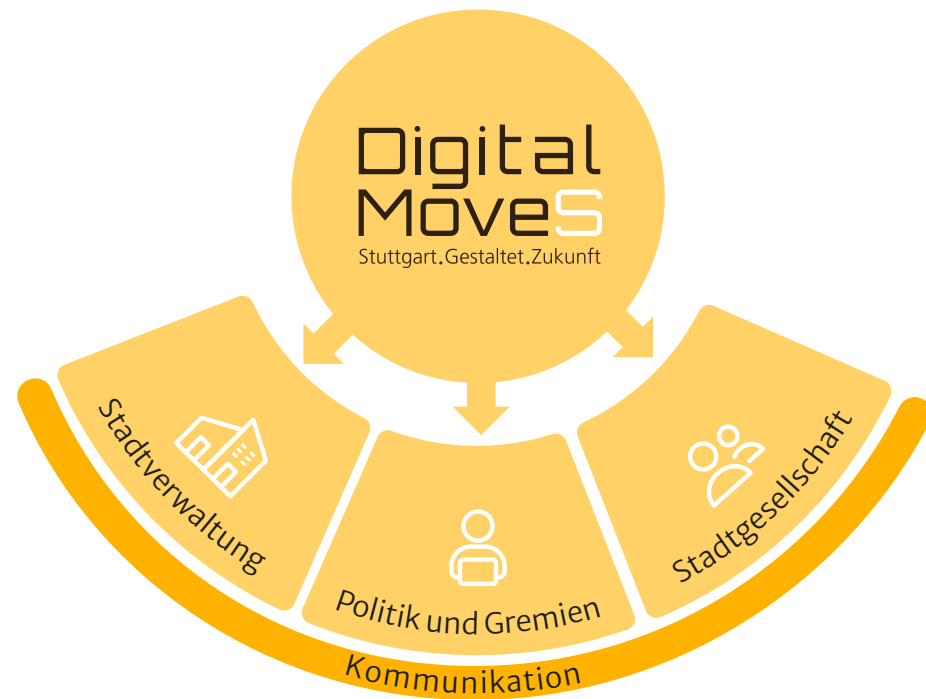 Digital
MoveS
Stuttgart.Gestaltet.Zukunft
Stadtverwaltung
Politik und Gremien
Stadtgesellschaft
Kommunikation